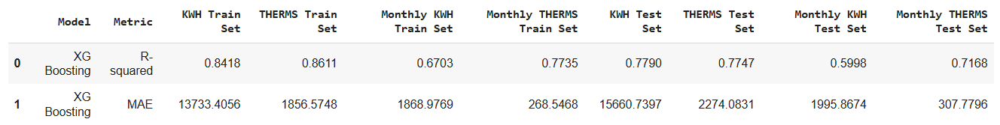 Model Metric KWH Train Set THERMS Train Set Monthly KWH Train Set Monthly THERMS Train Set KWH Test Set THERMS Test Set Monthly KWH Test Set Monthly THERMS Test Set
0 XG Boosting R-squared 0.8418 0.8611 0.6703 0.7735 0.7790 0.7747 0.5998 0.7168
1 XG Boosting MAE 13733.4056 1856.5748 1868.9769 268.5468 15660.7397 2274.0831 1995.8674 307.7796